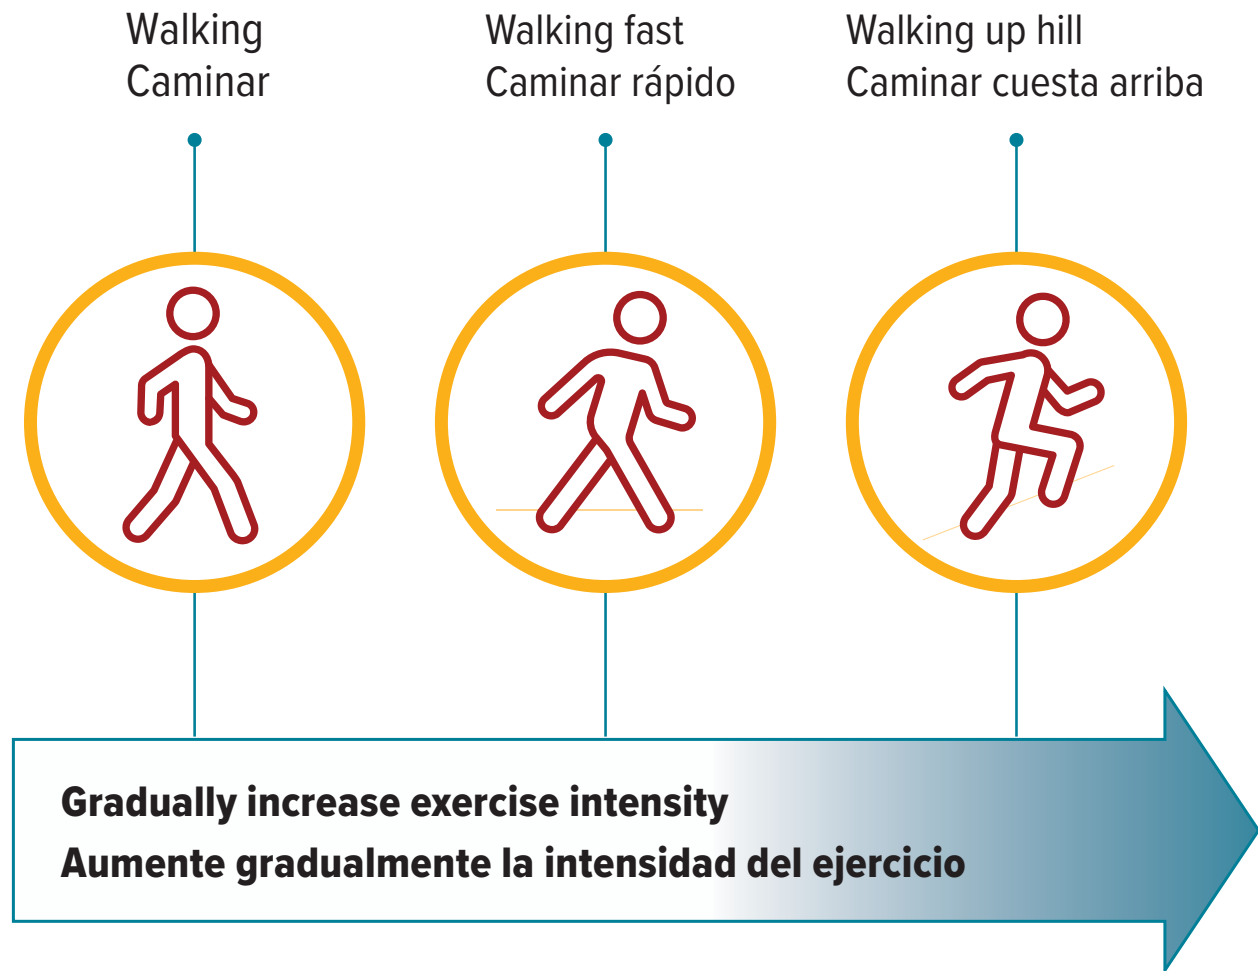 Walking
Caminar
Walking fast
Caminar rápido
Walking up hill
Caminar cuesta arriba
Gradually increase exercise intensity
Aumente gradualmente la intensidad del ejercicio